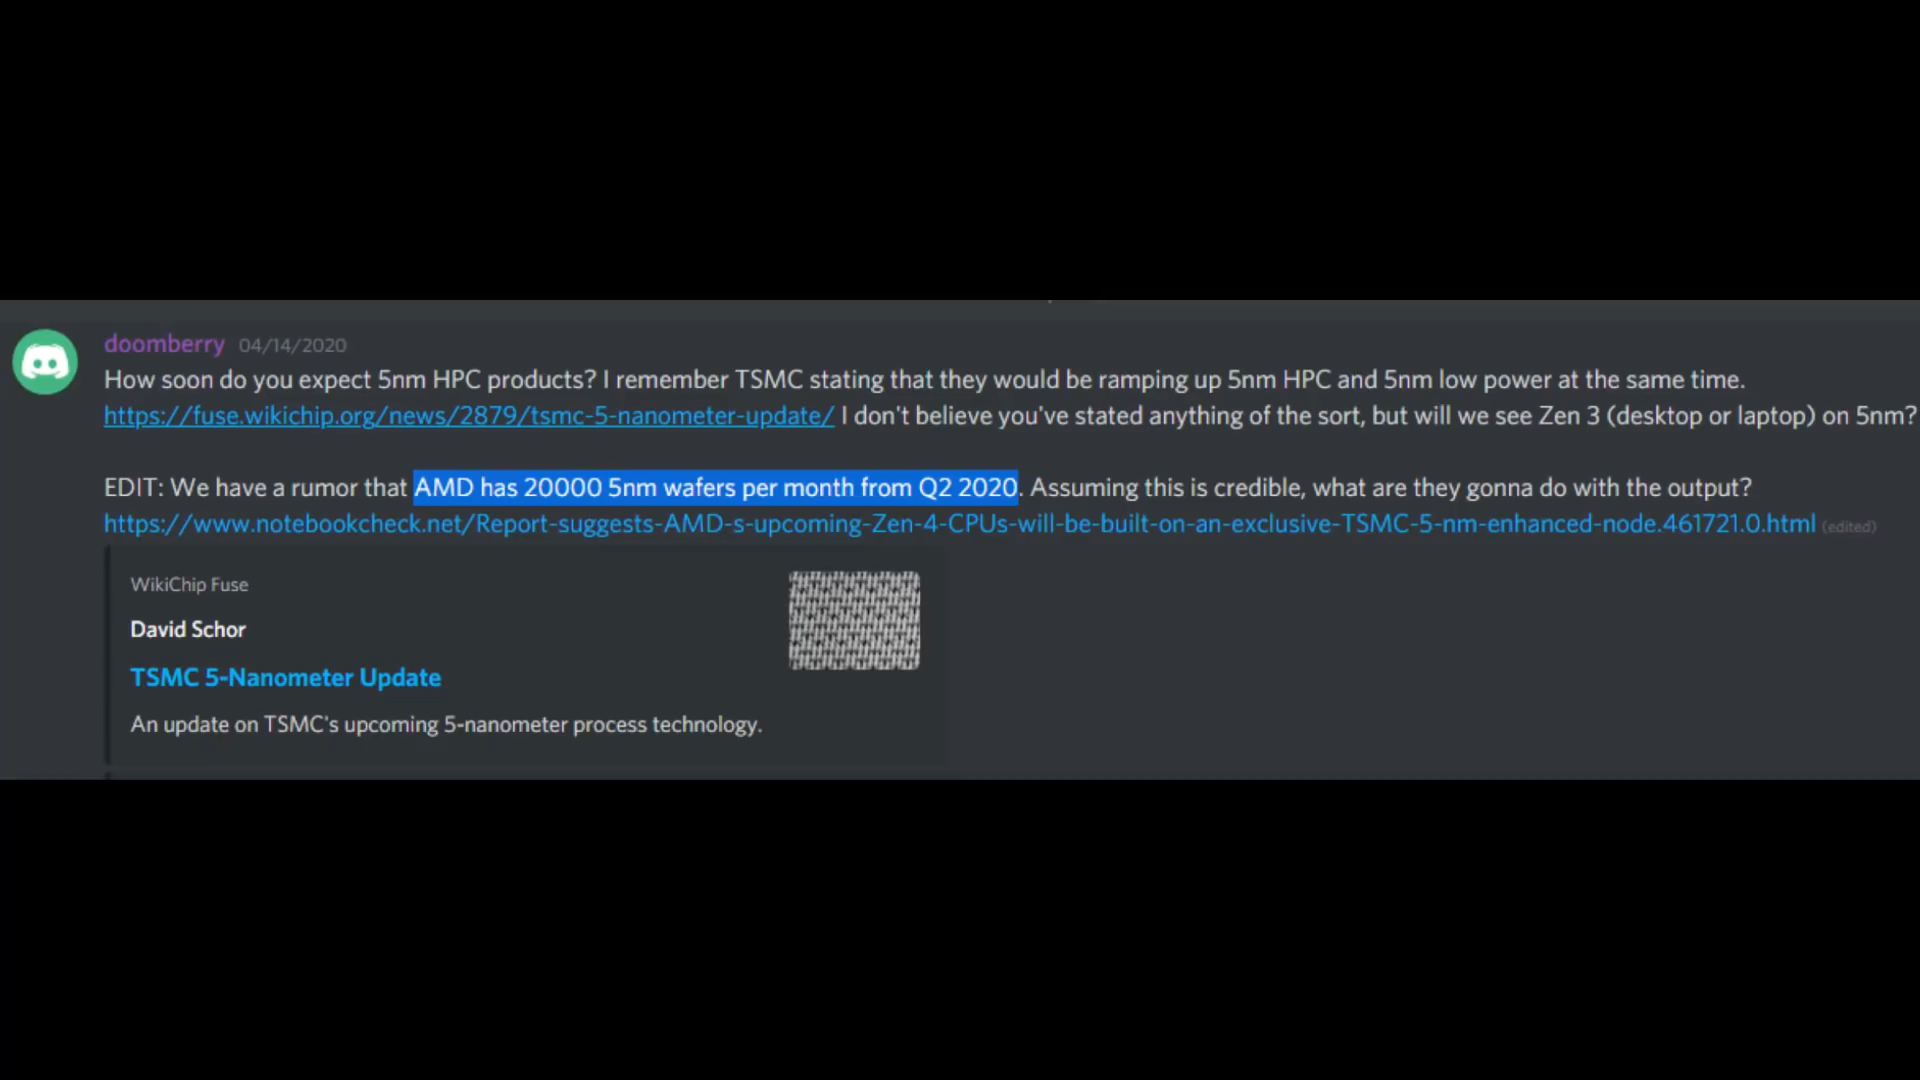 doomberry 04/14/2020
How soon do you expect 5nm HPC products? I remember TSMC stating that they would be ramping up 5nm HPC and 5nm low power at the same time.
https://fuse.wikichip.org/news/2879/tsmc-5-nanometer-update/ I don't believe you've stated anything of the sort, but will we see Zen 3 (desktop or laptop) on 5nm?
EDIT: We have a rumor that AMD has 20000 5nm wafers per month from Q2 2020. Assuming this is credible, what are they gonna do with the output?
https://www.notebookcheck.net/Report-suggests-AMD-s-upcoming-Zen-4-CPUs-will-be-built-on-an-exclusive-TSMC-5-nm-enhanced-node.461721.0.html (edited)
WikiChip Fuse
David Schor
TSMC 5-Nanometer Update
An update on TSMC's upcoming 5-nanometer process technology.